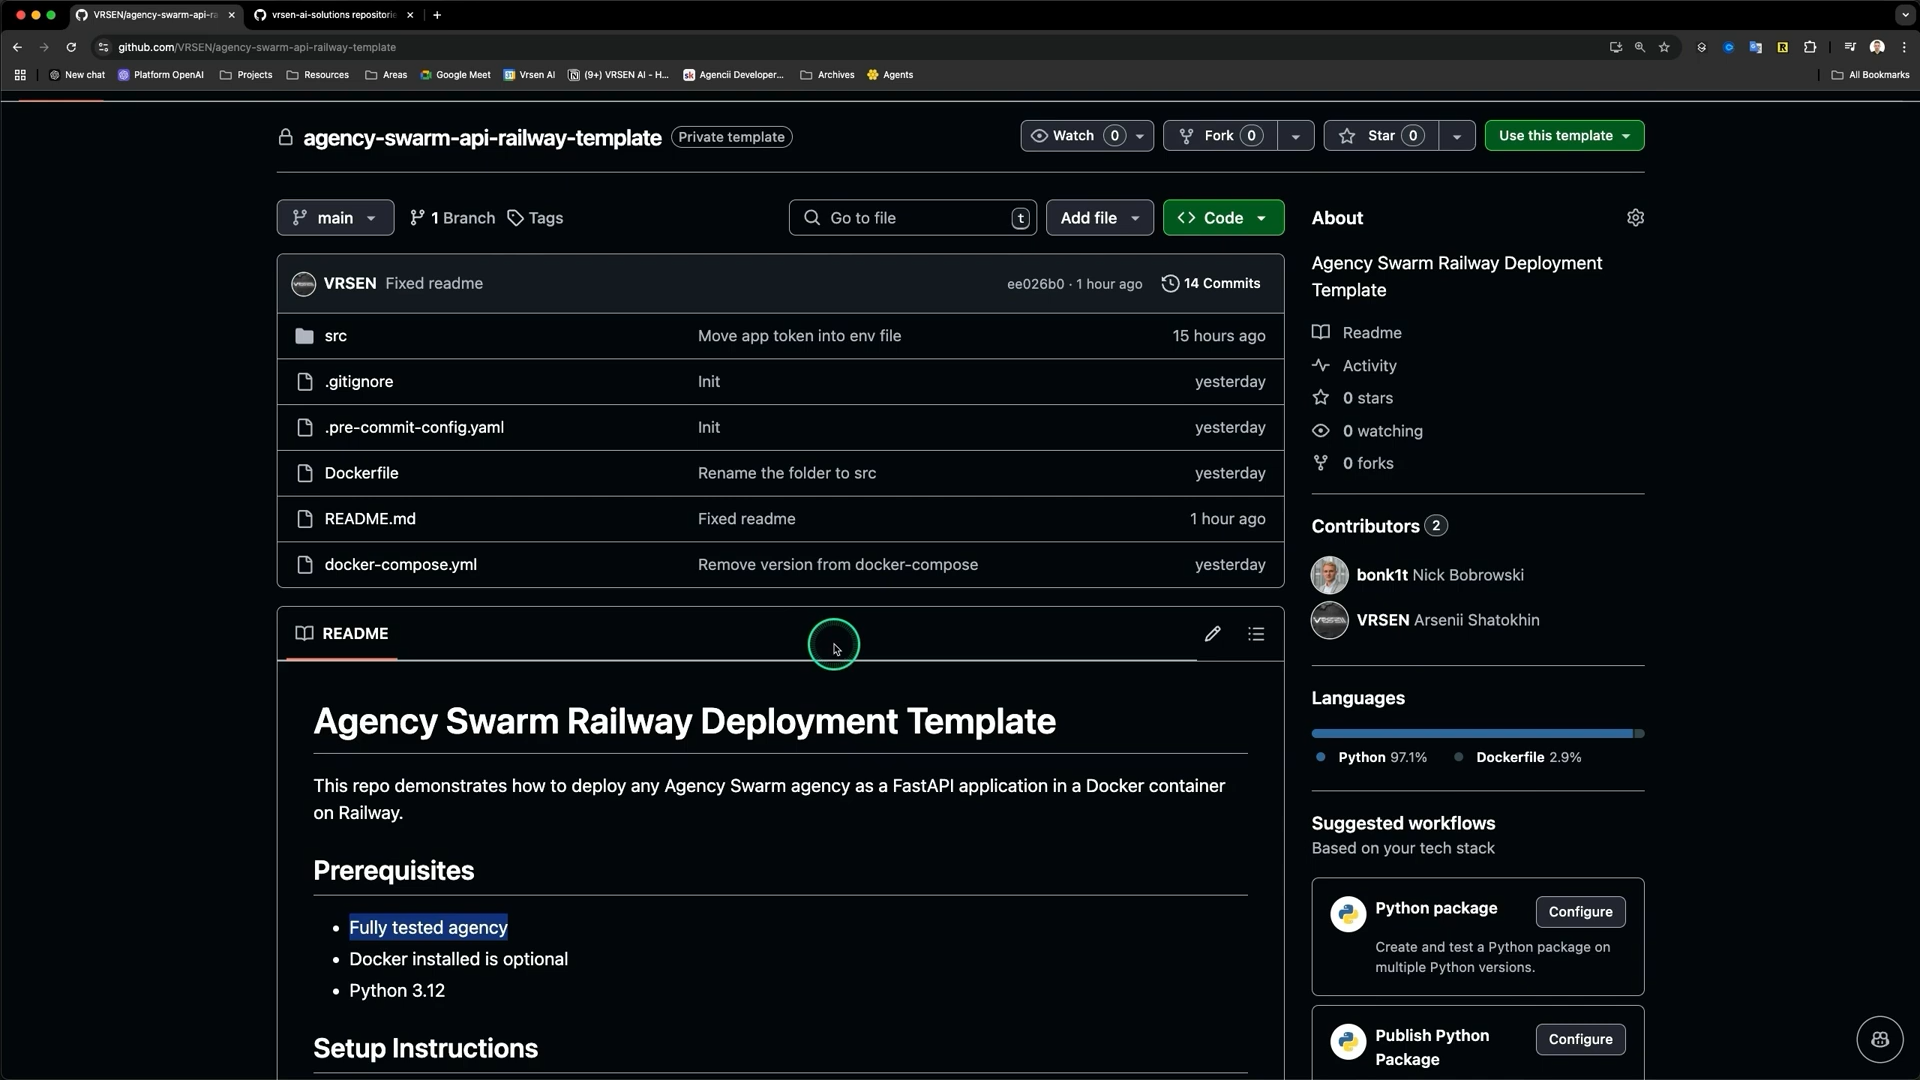 VRSEN/agency-swarm-api-ra
vrsen-ai-solutions repositorie
github.com/VRSEN/agency-swarm-api-railway-template
New chat
Platform OpenAI
Projects
Resources
Areas
Google Meet
Vrsen AI
(9+) VRSEN AI - H...
Agencii Developer...
Archives
Agents
All Bookmarks
agency-swarm-api-railway-template
Private template
Watch 0
Fork 0
Star 0
Use this template
main
1 Branch
Tags
Go to file
t
Add file
Code
VRSEN Fixed readme
ee026b0 · 1 hour ago
14 Commits
src Move app token into env file 15 hours ago
.gitignore Init yesterday
.pre-commit-config.yaml Init yesterday
Dockerfile Rename the folder to src yesterday
README.md Fixed readme 1 hour ago
docker-compose.yml Remove version from docker-compose yesterday
README
Agency Swarm Railway Deployment Template
This repo demonstrates how to deploy any Agency Swarm agency as a FastAPI application in a Docker container
on Railway.
Prerequisites
• Fully tested agency
• Docker installed is optional
• Python 3.12
Setup Instructions
About
Agency Swarm Railway Deployment
Template
Readme
Activity
0 stars
0 watching
0 forks
Contributors 2
bonk1t Nick Bobrowski
VRSEN Arsenii Shatokhin
Languages
Python 97.1%
Dockerfile 2.9%
Suggested workflows
Based on your tech stack
Python package
Configure
Create and test a Python package on
multiple Python versions.
Publish Python
Package
Configure